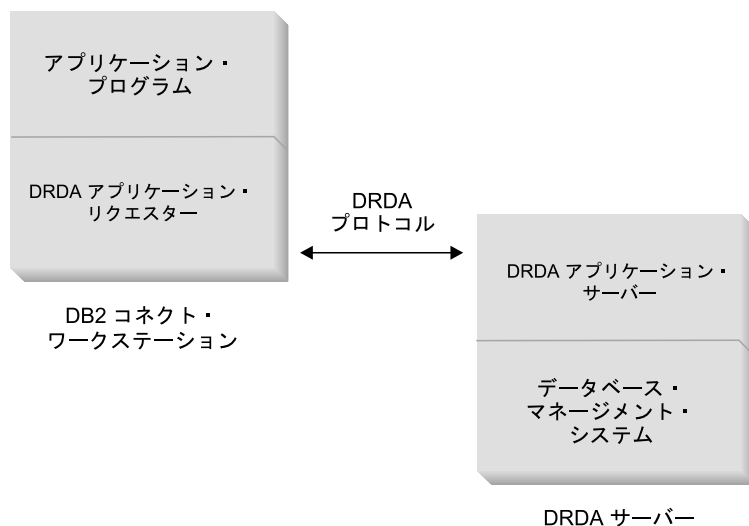 アプリケーション・
プログラム
DRDA アプリケーション・
リクエスター
DB2 コネクト・
ワークステーション
DRDA
プロトコル
DRDA アプリケーション・
サーバー
データベース・
マネージメント・
システム
DRDA サーバー